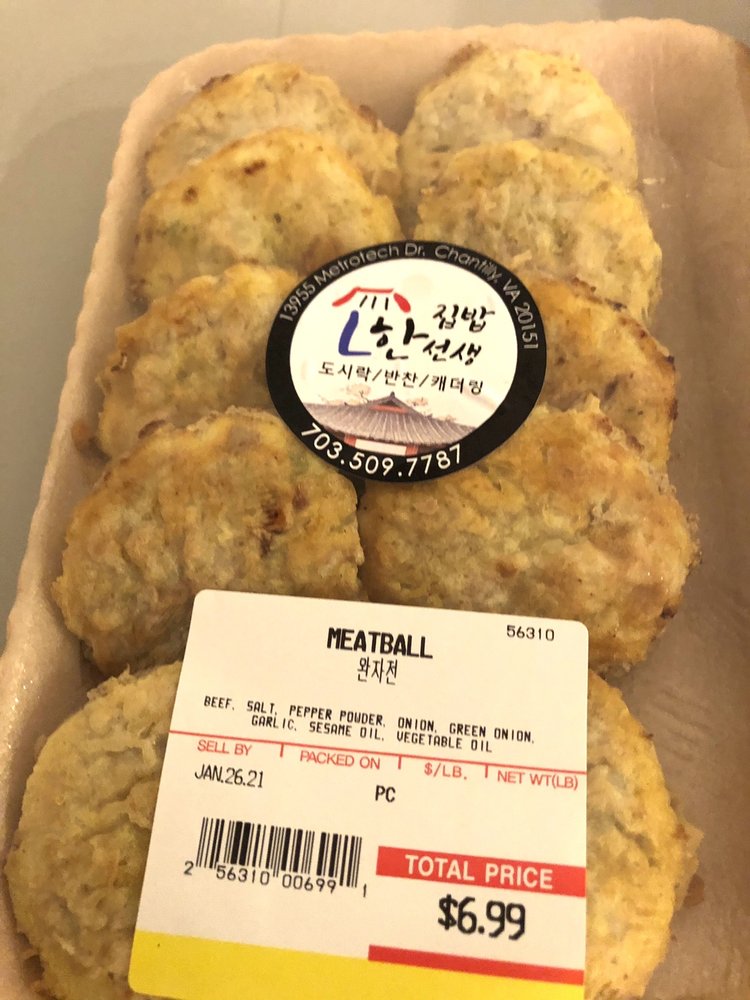 13955 Metrotech Dr. Chantilly, VA 20151
집밥
한선생
도시락/반찬/캐더링
703.509.7787
MEATBALL
56310
완자전
BEEF, SALT, PEPPER POWDER, ONION, GREEN ONION,
GARLIC, SESAME OIL, VEGETABLE OIL
SELL BY PACKED ON $/LB. NET WT(LB)
JAN.26.21
PC
2 56310 00699 1
TOTAL PRICE
$6.99